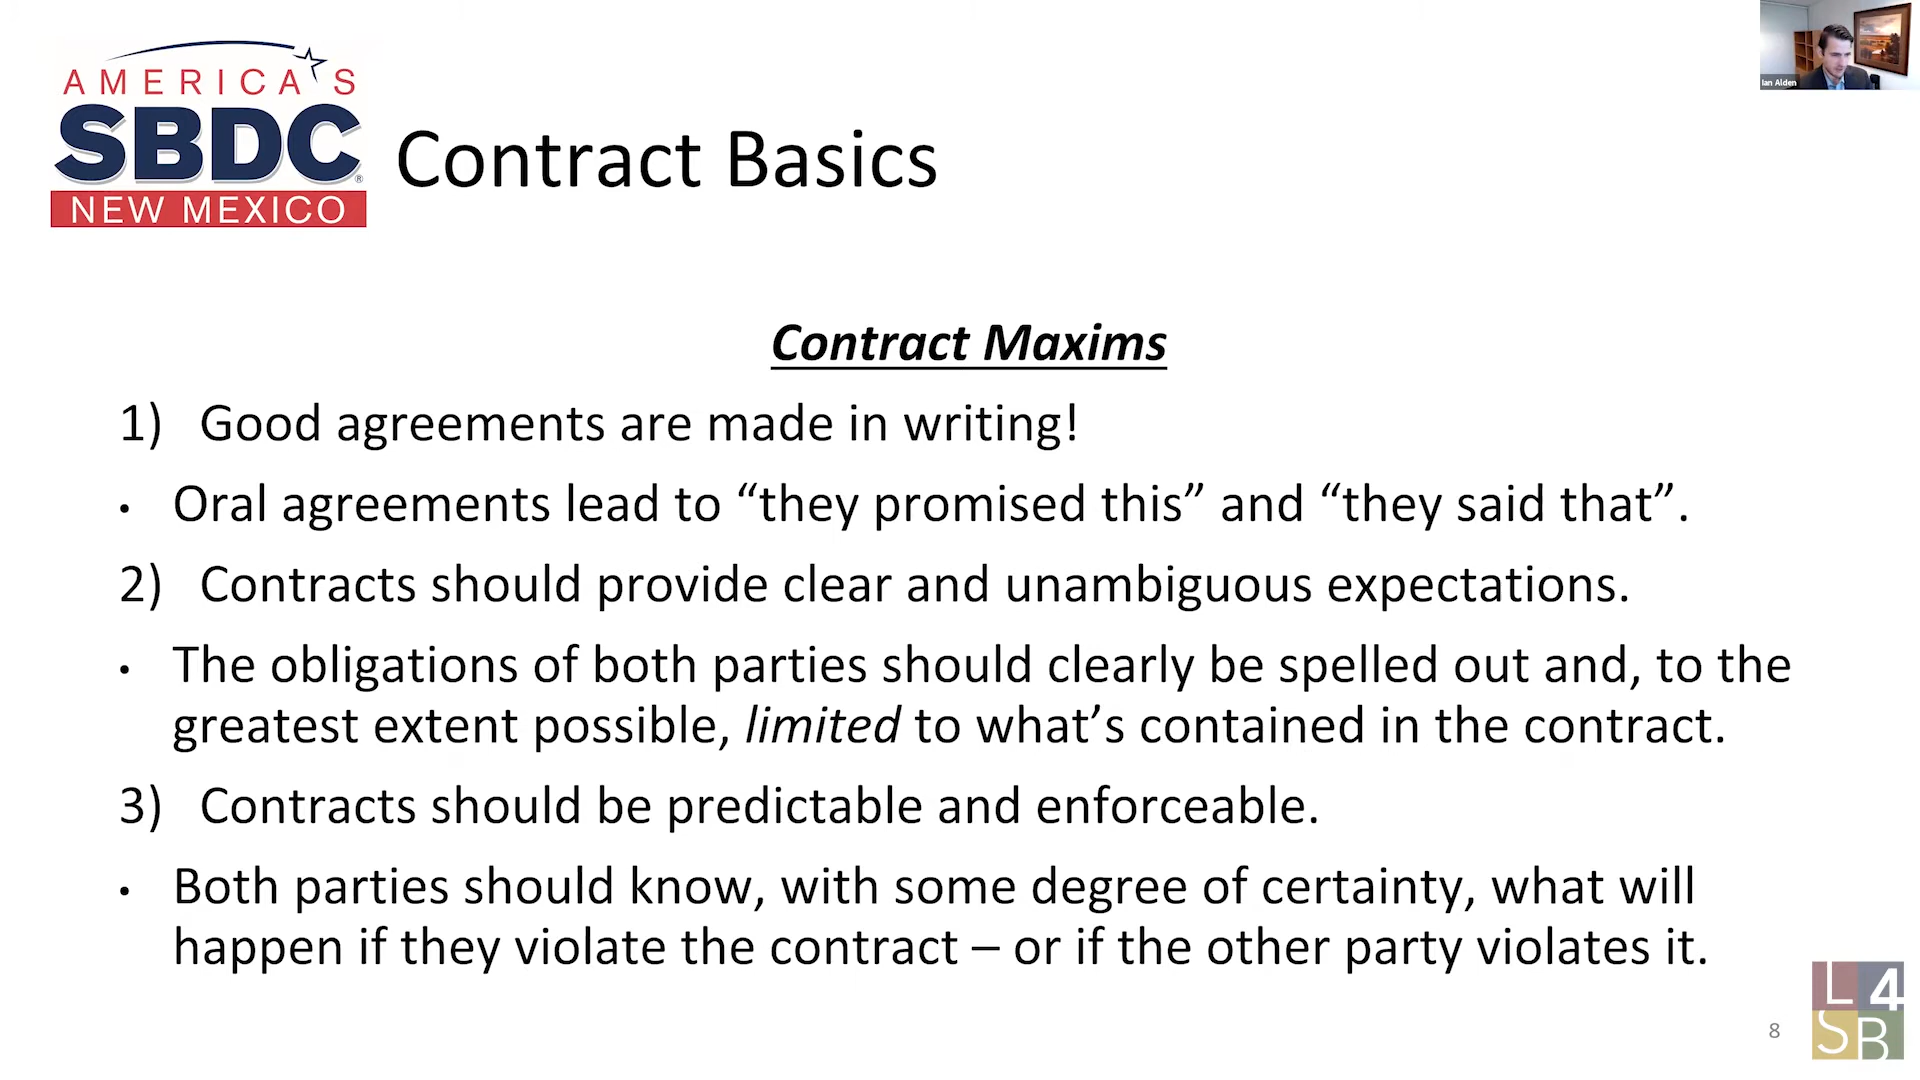 AMERICA'S
SBDC®
NEW MEXICO
Contract Basics
Ian Alden
Contract Maxims
1) Good agreements are made in writing!
• Oral agreements lead to “they promised this” and “they said that”.
2) Contracts should provide clear and unambiguous expectations.
• The obligations of both parties should clearly be spelled out and, to the
greatest extent possible, limited to what’s contained in the contract.
3) Contracts should be predictable and enforceable.
• Both parties should know, with some degree of certainty, what will
happen if they violate the contract – or if the other party violates it.
8
L4
SB